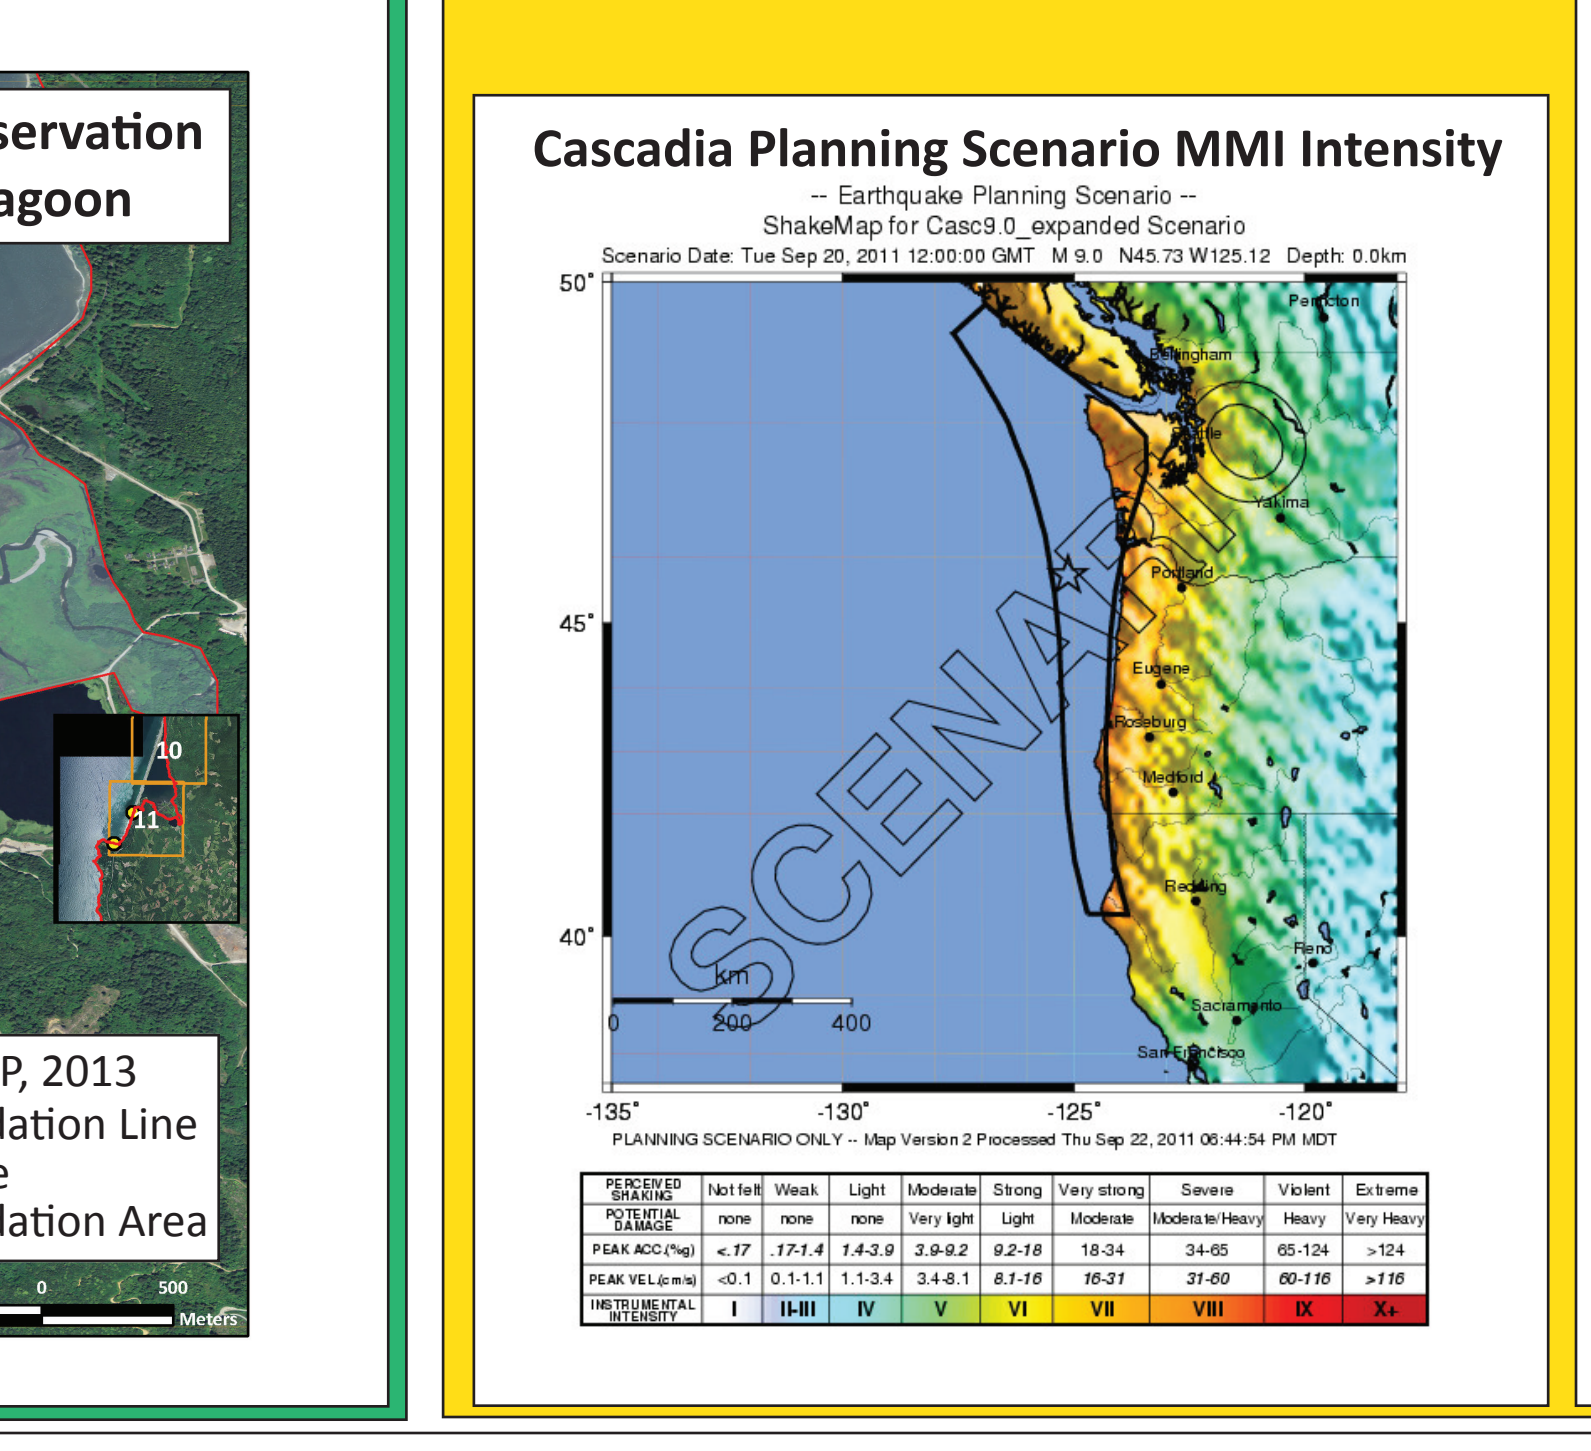 servation
agoon
10
11
P, 2013
dation Line
e
dation Area
0 500
Meters
Cascadia Planning Scenario MMI Intensity
-- Earthquake Planning Scenario --
ShakeMap for Casc9.0_expanded Scenario
Scenario Date: Tue Sep 20, 2011 12:00:00 GMT M 9.0 N45.73 W125.12 Depth: 0.0km
50°
45°
40°
Penticton
Bellingham
Seattle
Yakima
Portland
Eugene
Roseburg
Medford
Redding
Reno
Sacramento
San Francisco
SCENARIO
km
0 200 400
-135° -130° -125° -120°
PLANNING SCENARIO ONLY -- Map Version 2 Processed Thu Sep 22, 2011 06:44:54 PM MDT
PERCEIVED SHAKING Not felt Weak Light Moderate Strong Very strong Severe Violent Extreme
POTENTIAL DAMAGE none none none Very light Light Moderate Moderate/Heavy Heavy Very Heavy
PEAK ACC.(%g) <.17 .17-1.4 1.4-3.9 3.9-9.2 9.2-18 18-34 34-65 65-124 >124
PEAK VEL.(cm/s) <0.1 0.1-1.1 1.1-3.4 3.4-8.1 8.1-16 16-31 31-60 60-116 >116
INSTRUMENTAL INTENSITY I II-III IV V VI VII VIII IX X+